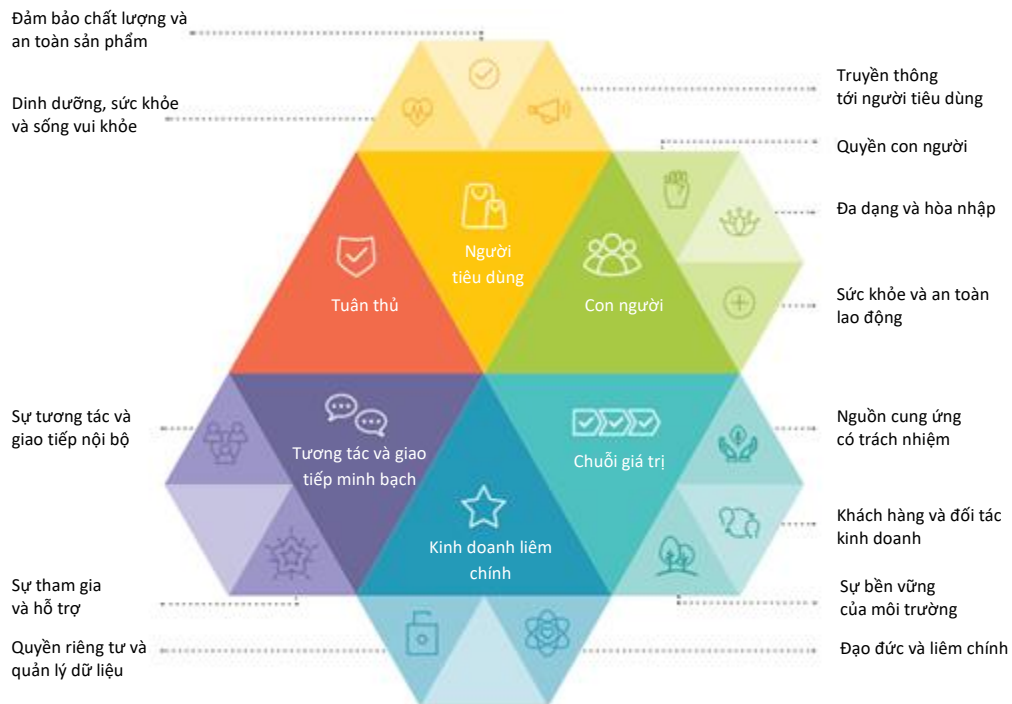 Đảm bảo chất lượng và
an toàn sản phẩm
Dinh dưỡng, sức khỏe
và sống vui khỏe
Truyền thông
tới người tiêu dùng
Quyền con người
Đa dạng và hòa nhập
Sức khỏe và an toàn
lao động
Người
tiêu dùng
Tuân thủ
Con người
Sự tương tác và
giao tiếp nội bộ
Tương tác và giao
tiếp minh bạch
Chuỗi giá trị
Nguồn cung ứng
có trách nhiệm
Kinh doanh liêm
chính
Khách hàng và đối tác
kinh doanh
Sự tham gia
và hỗ trợ
Sự bền vững
của môi trường
Quyền riêng tư và
quản lý dữ liệu
Đạo đức và liêm chính